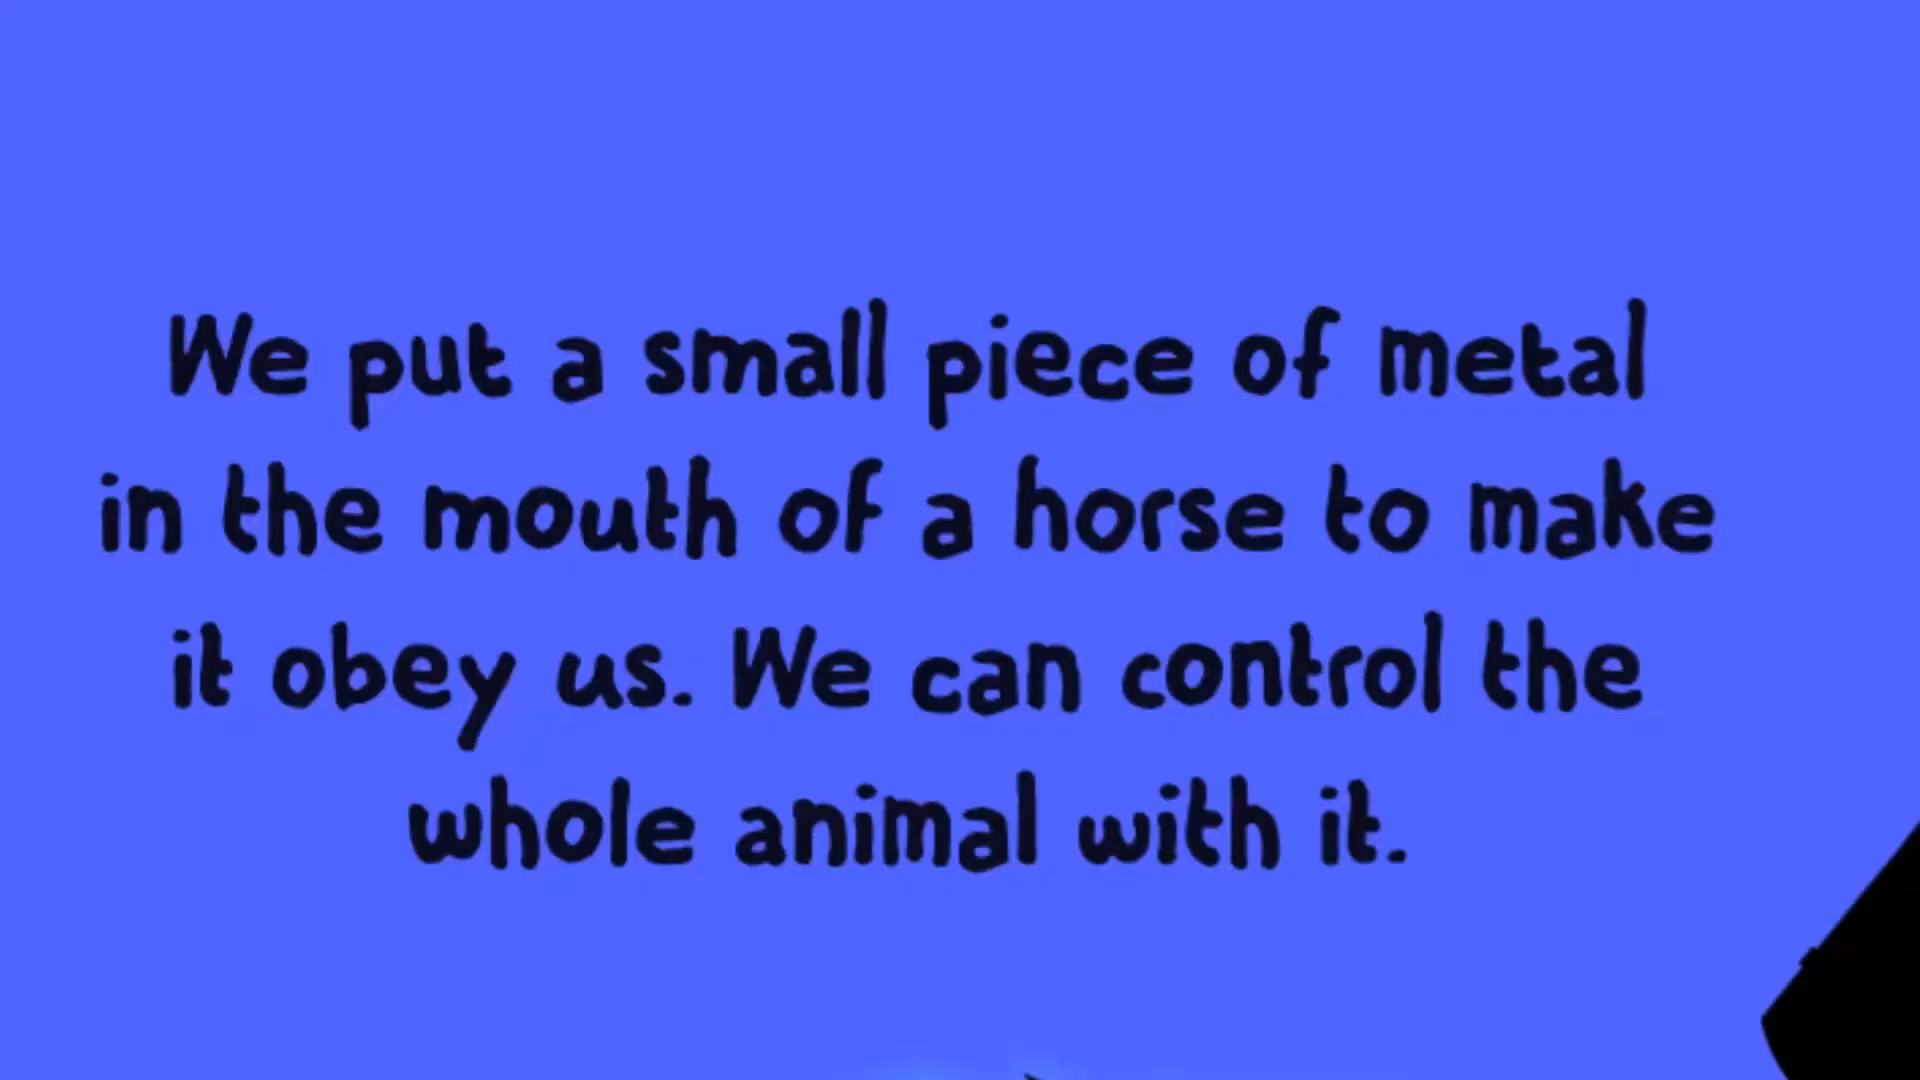 We put a small piece of metal
in the mouth of a horse to make
it obey us. We can control the
whole animal with it.